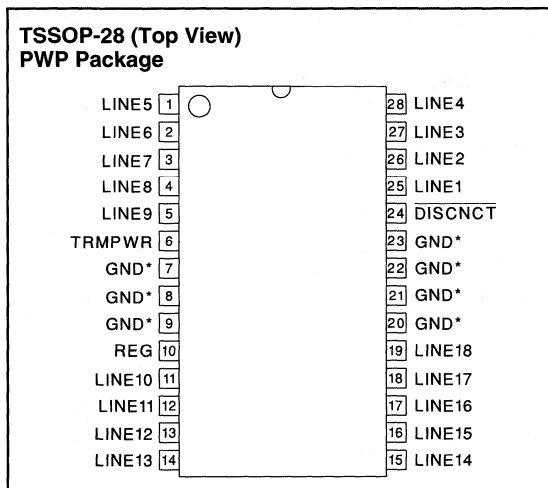 TSSOP-28 (Top View)
PWP Package
LINE5 1 28 LINE4
LINE6 2 27 LINE3
LINE7 3 26 LINE2
LINE8 4 25 LINE1
LINE9 5 24 DISCNCT
TRMPWR 6 23 GND*
GND* 7 22 GND*
GND* 8 21 GND*
GND* 9 20 GND*
REG 10 19 LINE18
LINE10 11 18 LINE17
LINE11 12 17 LINE16
LINE12 13 16 LINE15
LINE13 14 15 LINE14